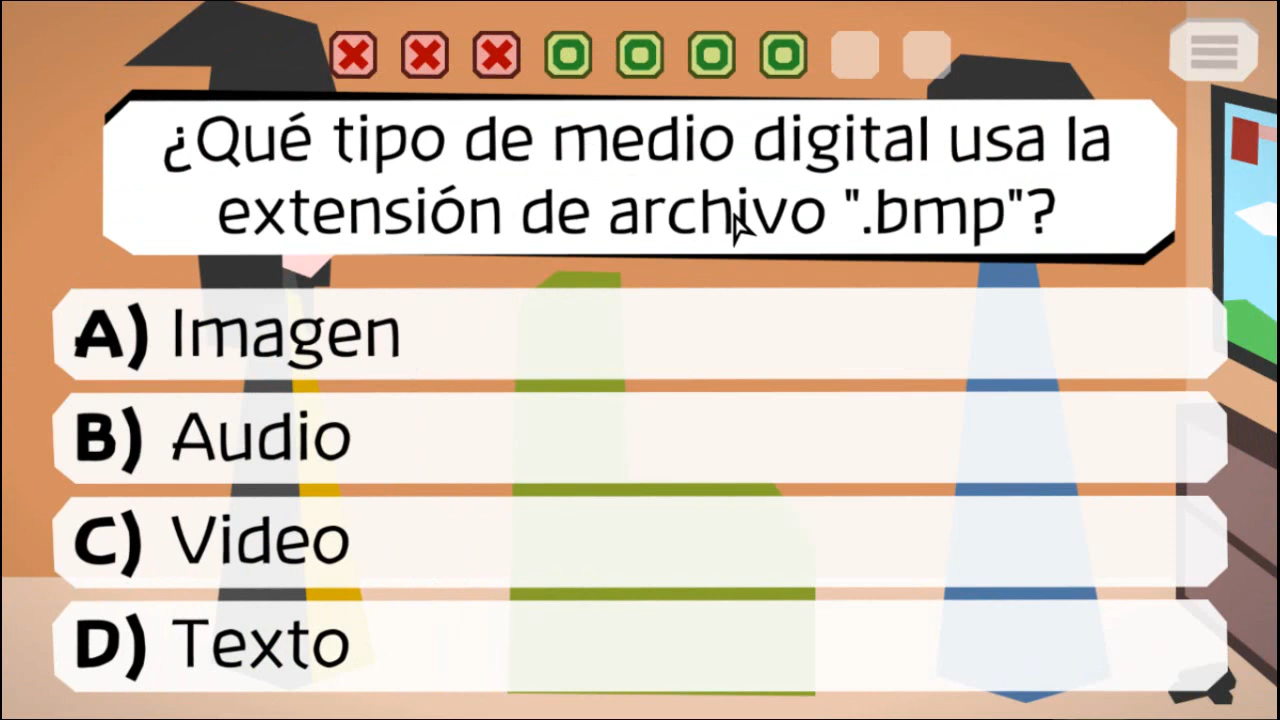 ¿Qué tipo de medio digital usa la
extensión de archivo ".bmp"?
A) Imagen
B) Audio
C) Video
D) Texto